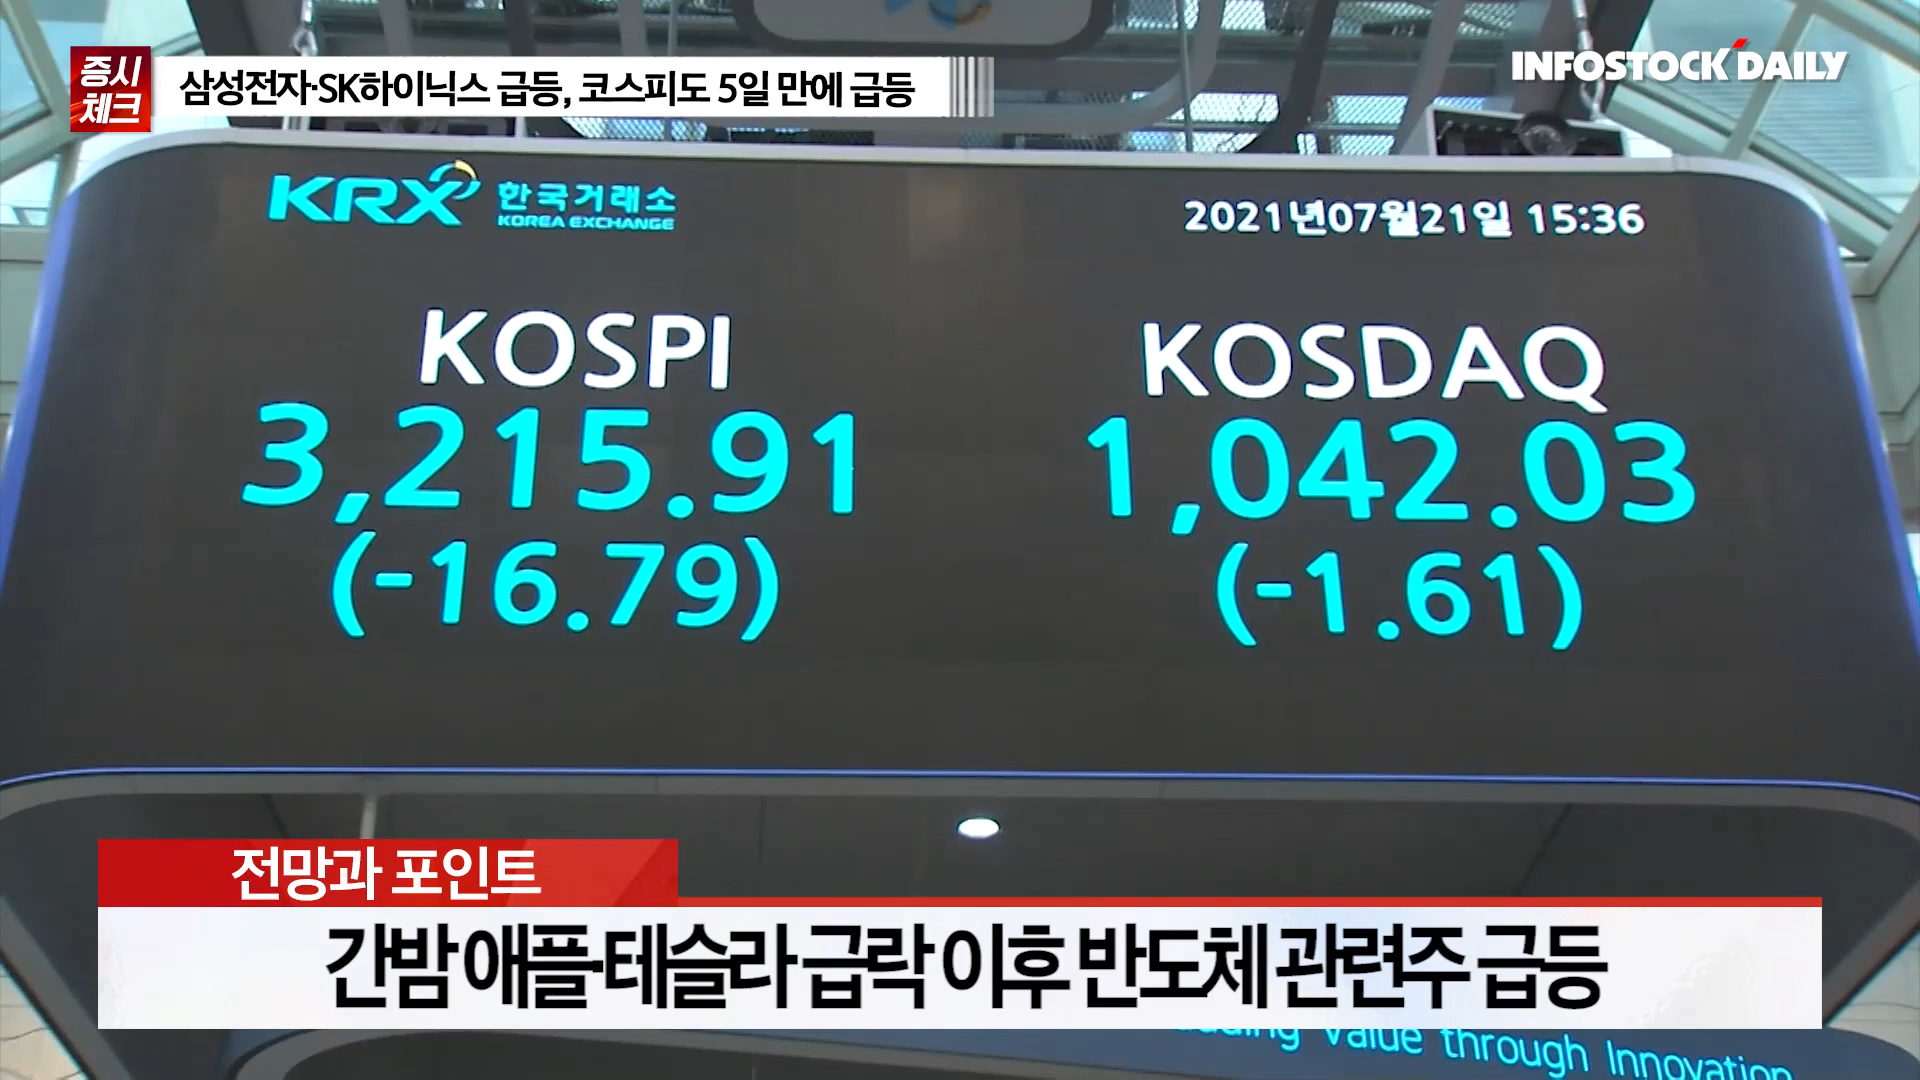 증시
체크
삼성전자·SK하이닉스 급등, 코스피도 5일 만에 급등
INFOSTOCK DAILY
KRX 한국거래소
KOREA EXCHANGE
2021년07월21일 15:36
KOSPI
3,215.91
(-16.79)
KOSDAQ
1,042.03
(-1.61)
전망과 포인트
간밤 애플·테슬라 급락 이후 반도체 관련주 급등
Value through Innovation